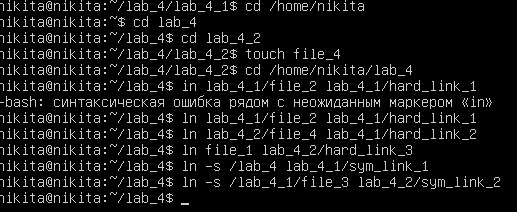 nikita@nikita:~/lab_4/lab_4_1$ cd /home/nikita
nikita@nikita:~$ cd lab_4
nikita@nikita:~/lab_4$ cd lab_4_2
nikita@nikita:~/lab_4/lab_4_2$ touch file_4
nikita@nikita:~/lab_4/lab_4_2$ cd /home/nikita/lab_4
nikita@nikita:~/lab_4$ in lab_4_1/file_2 lab_4_1/hard_link_1
-bash: синтаксическая ошибка рядом с неожиданным маркером «in»
nikita@nikita:~/lab_4$ ln lab_4_1/file_2 lab_4_1/hard_link_1
nikita@nikita:~/lab_4$ ln lab_4_2/file_4 lab_4_1/hard_link_2
nikita@nikita:~/lab_4$ ln file_1 lab_4_2/hard_link_3
nikita@nikita:~/lab_4$ ln -s /lab_4 lab_4_1/sym_link_1
nikita@nikita:~/lab_4$ ln -s /lab_4_1/file_3 lab_4_2/sym_link_2
nikita@nikita:~/lab_4$ _